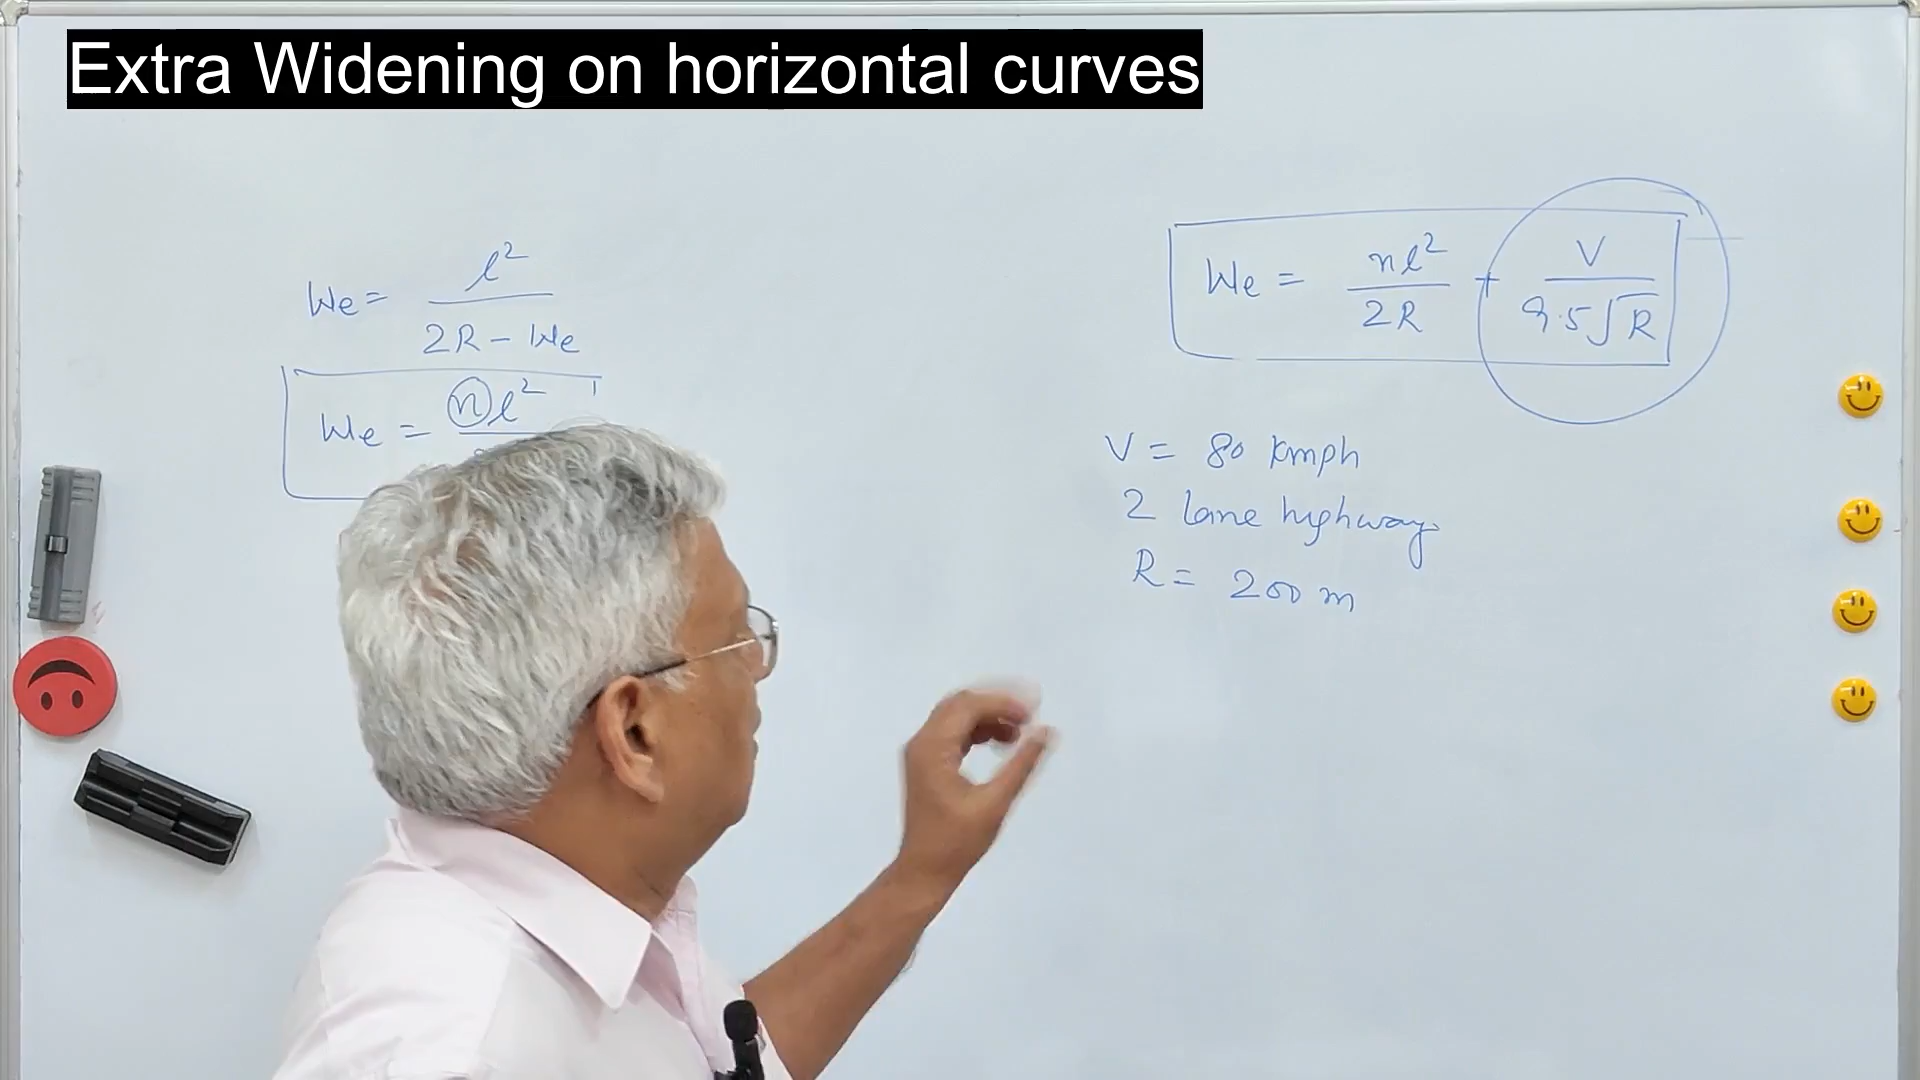 Extra Widening on horizontal curves
We = l² / 2R - We
We = nl²
We = nl² / 2R + V / 9.5√R
V = 80 kmph
2 lane highway
R = 200 m